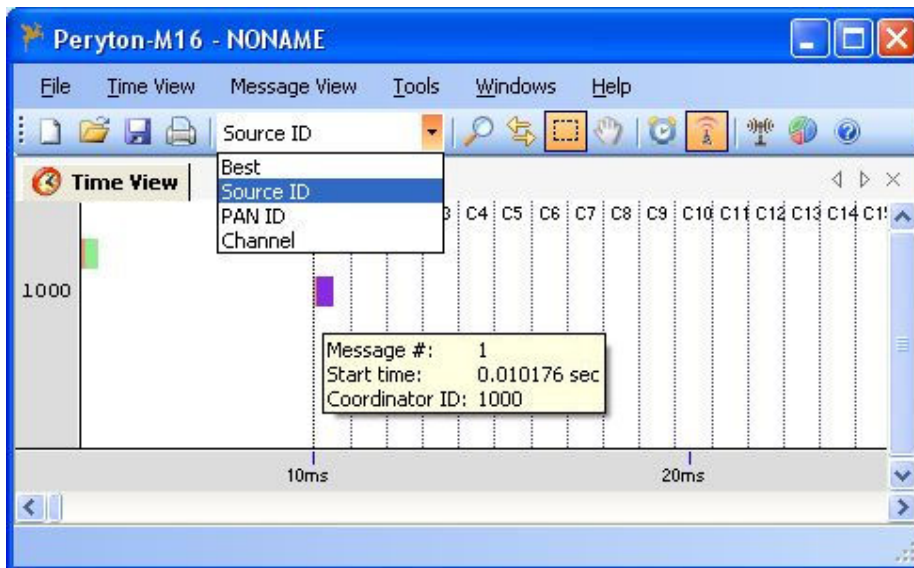 Peryton-M16 - NONAME
File Time View Message View Tools Windows Help
Source ID
Best
Source ID
PAN ID
Channel
Time View
C4 C5 C6 C7 C8 C9 C10 C11 C12 C13 C14
1000
Message #: 1
Start time: 0.010176 sec
Coordinator ID: 1000
10ms 20ms